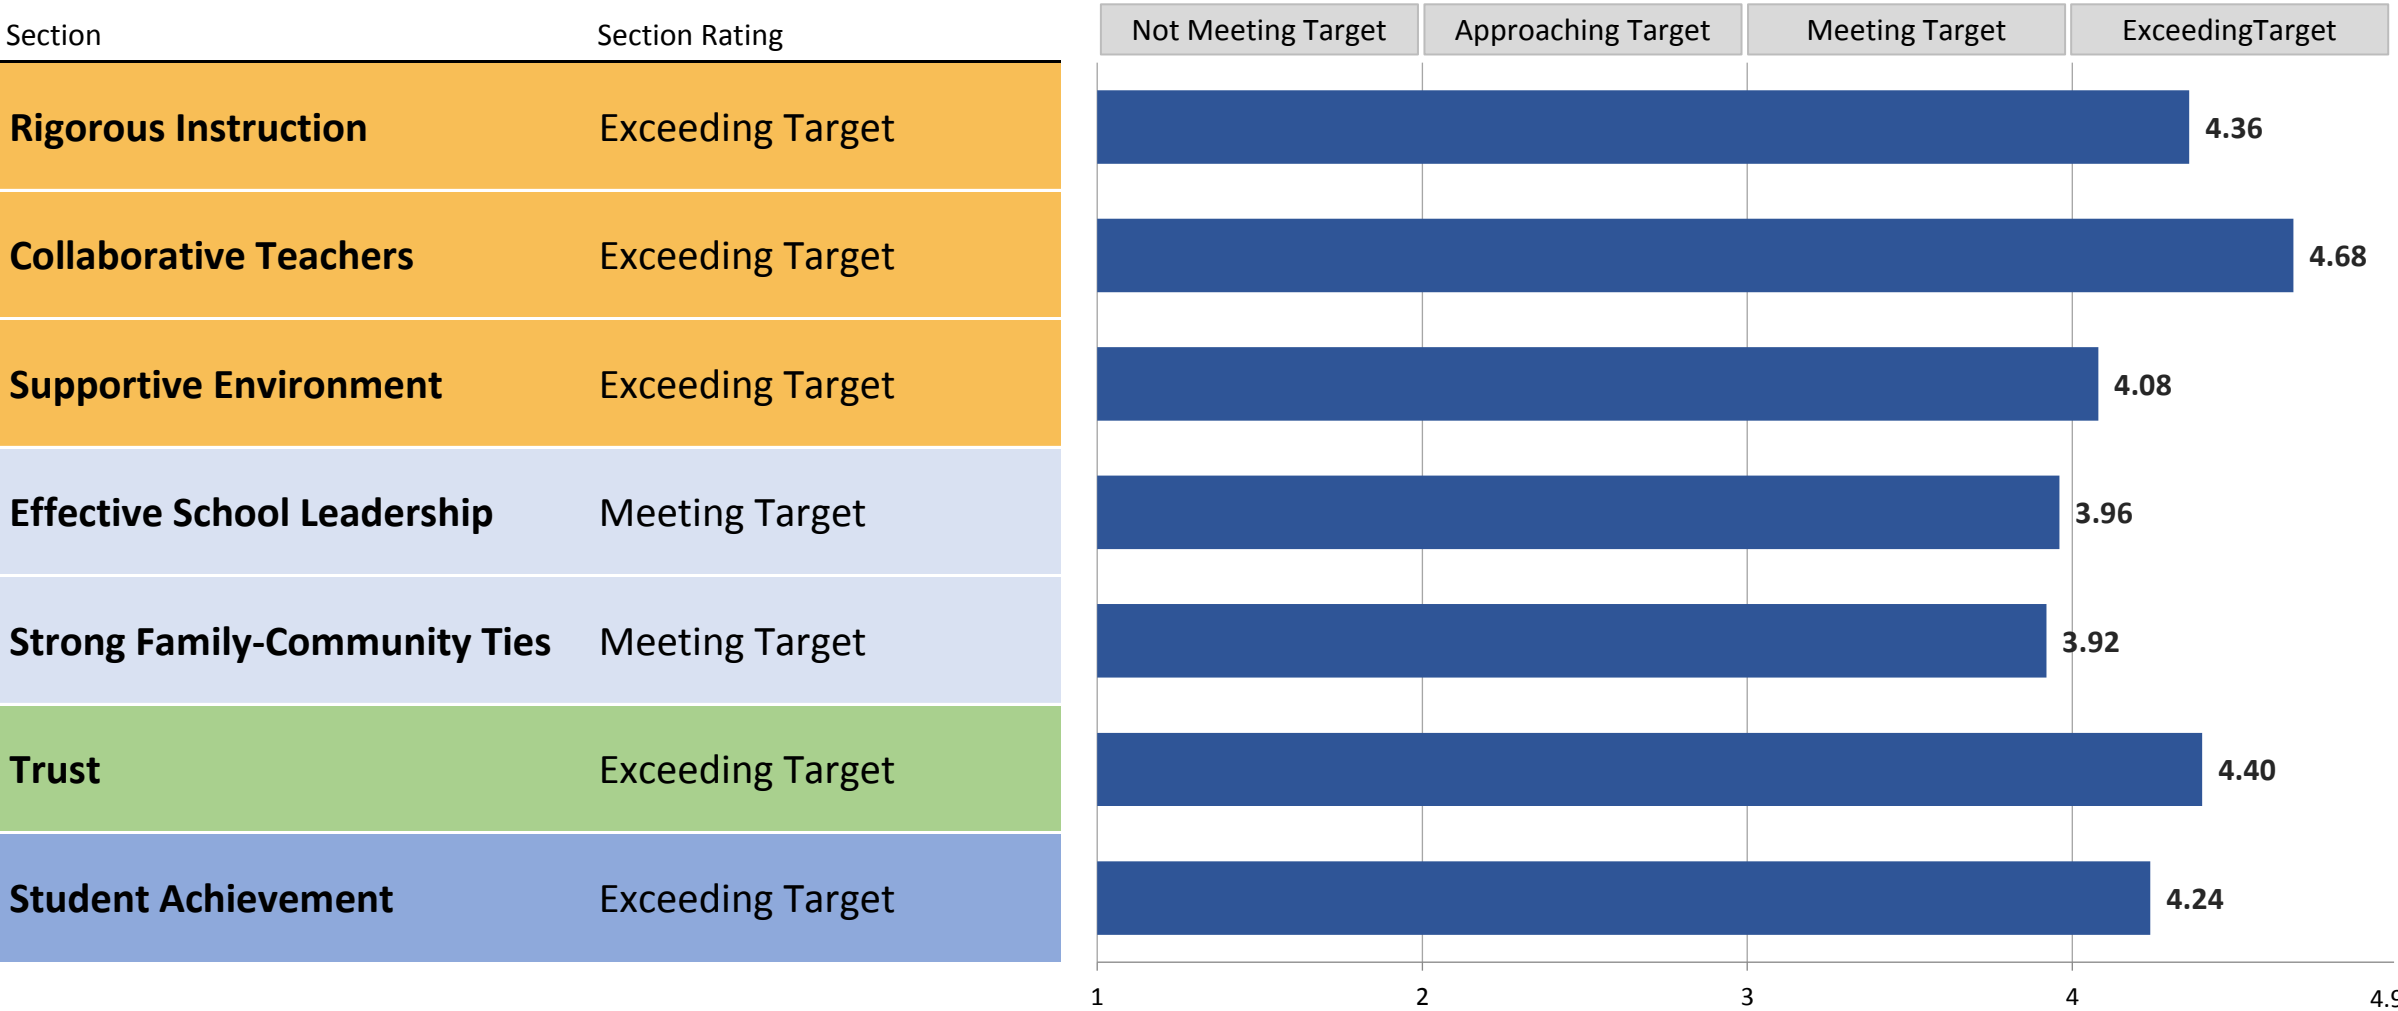 Section Section Rating Not Meeting Target Approaching Target Meeting Target ExceedingTarget
Rigorous Instruction Exceeding Target 4.36
Collaborative Teachers Exceeding Target 4.68
Supportive Environment Exceeding Target 4.08
Effective School Leadership Meeting Target 3.96
Strong Family-Community Ties Meeting Target 3.92
Trust Exceeding Target 4.40
Student Achievement Exceeding Target 4.24
1 2 3 4 4.9